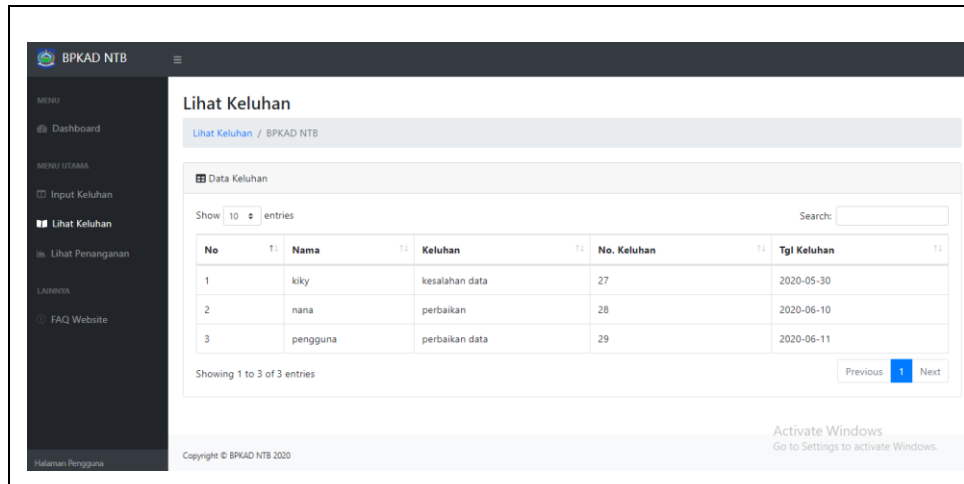 BPKAD NTB
MENU
Dashboard
MENU UTAMA
Input Keluhan
Lihat Keluhan
Lihat Penanganan
LAINNYA
FAQ Website
Halaman Pengguna
Lihat Keluhan
Lihat Keluhan / BPKAD NTB
Data Keluhan
Show 10 entries Search:
No Nama Keluhan No. Keluhan Tgl Keluhan
1 kiky kesalahan data 27 2020-05-30
2 nana perbaikan 28 2020-06-10
3 pengguna perbaikan data 29 2020-06-11
Showing 1 to 3 of 3 entries Previous 1 Next
Activate Windows
Go to Settings to activate Windows.
Copyright © BPKAD NTB 2020